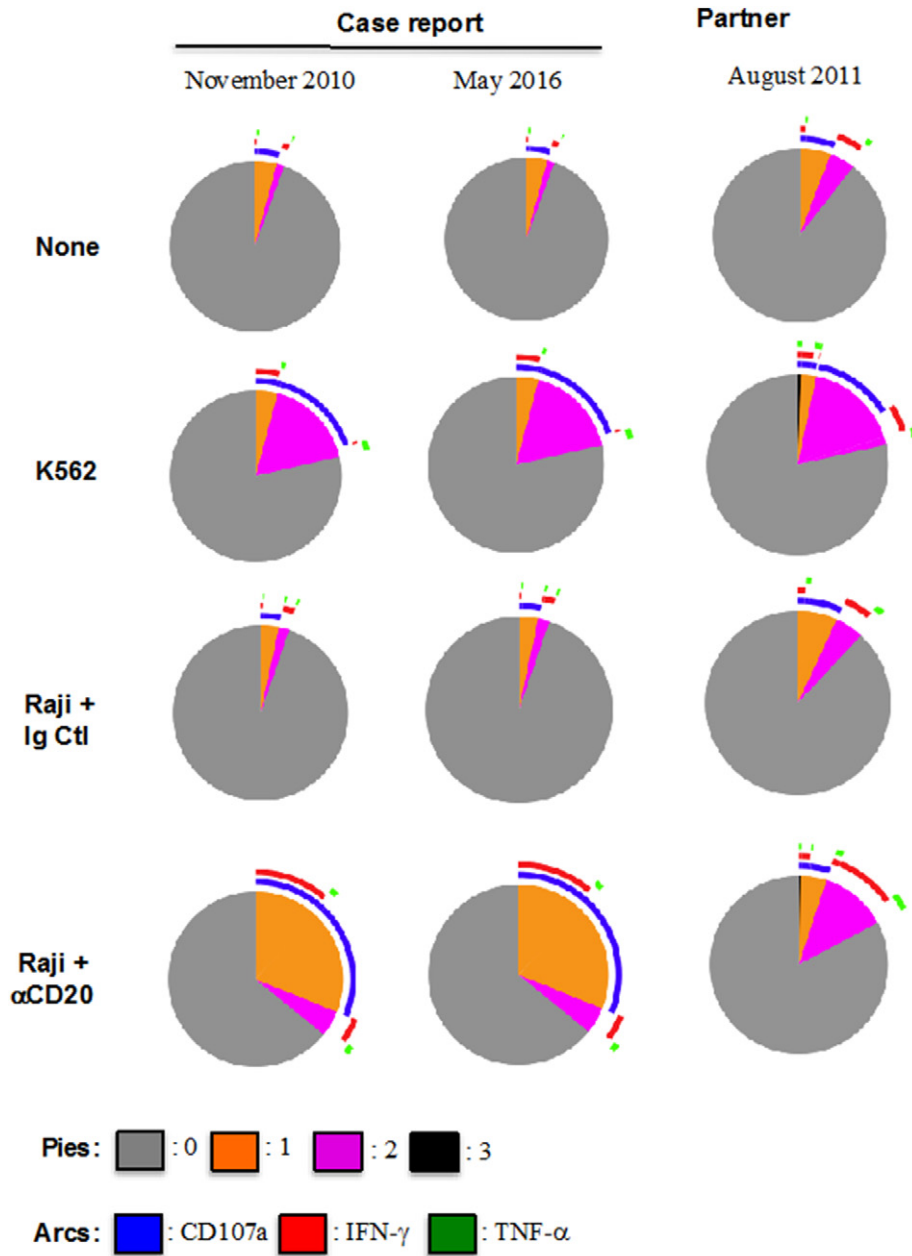 Case report
Partner
November 2010
May 2016
August 2011
None
K562
Raji +
Ig Ctl
Raji +
αCD20
Pies: : 0 : 1 : 2 : 3
Arcs: : CD107a : IFN-γ : TNF-α